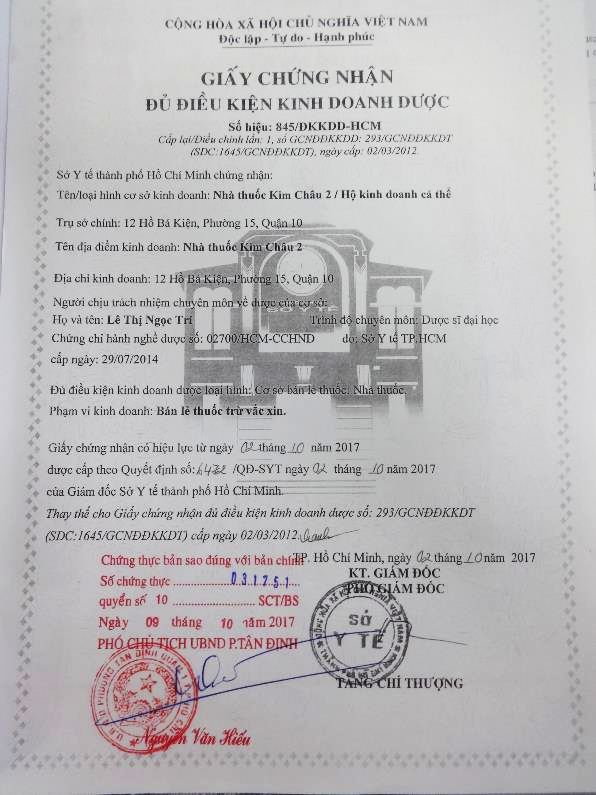 CỘNG HÒA XÃ HỘI CHỦ NGHĨA VIỆT NAM
Độc lập - Tự do - Hạnh phúc
GIẤY CHỨNG NHẬN
ĐỦ ĐIỀU KIỆN KINH DOANH DƯỢC
Số hiệu: 845/ĐKKDD-HCM
Cấp lại/Điều chỉnh lần: 1, số GCNĐĐKKDD: 293/GCNĐĐKKDT
(SDC:1645/GCNĐĐKKDT), ngày cấp: 02/03/2012.
Sở Y tế thành phố Hồ Chí Minh chứng nhận:
Tên/loại hình cơ sở kinh doanh: Nhà thuốc Kim Châu 2 / Hộ kinh doanh cá thể
Trụ sở chính: 12 Hồ Bá Kiện, Phường 15, Quận 10
Tên địa điểm kinh doanh: Nhà thuốc Kim Châu 2
Địa chỉ kinh doanh: 12 Hồ Bá Kiện, Phường 15, Quận 10
SỞ Y TẾ
Người chịu trách nhiệm chuyên môn về dược của cơ sở:
Họ và tên: Lê Thị Ngọc Trí Trình độ chuyên môn: Dược sĩ đại học
Chứng chỉ hành nghề dược số: 02700/HCM-CCHND do: Sở Y tế TP.HCM
cấp ngày: 29/07/2014
Đủ điều kiện kinh doanh dược loại hình: Cơ sở bán lẻ thuốc: Nhà thuốc.
Phạm vi kinh doanh: Bán lẻ thuốc trừ vắc xin.
Giấy chứng nhận có hiệu lực từ ngày 02 tháng 10 năm 2017
được cấp theo Quyết định số: /QĐ-SYT ngày 02 tháng 10 năm 2017
của Giám đốc Sở Y tế thành phố Hồ Chí Minh.
Thay thế cho Giấy chứng nhận đủ điều kiện kinh doanh dược số: 293/GCNĐĐKKDT
(SDC:1645/GCNĐĐKKDT) cấp ngày 02/03/2012.
TP. Hồ Chí Minh, ngày 02 tháng 10 năm 2017
KT. GIÁM ĐỐC
PHÓ GIÁM ĐỐC
SỞ
Y TẾ
TĂNG CHÍ THƯỢNG
Chứng thực bản sao đúng với bản chính
Số chứng thực 031751
quyển số 10 SCT/BS
Ngày 09 tháng 10 năm 2017
PHÓ CHỦ TỊCH UBND P.TÂN ĐỊNH
Nguyễn Văn Hiếu